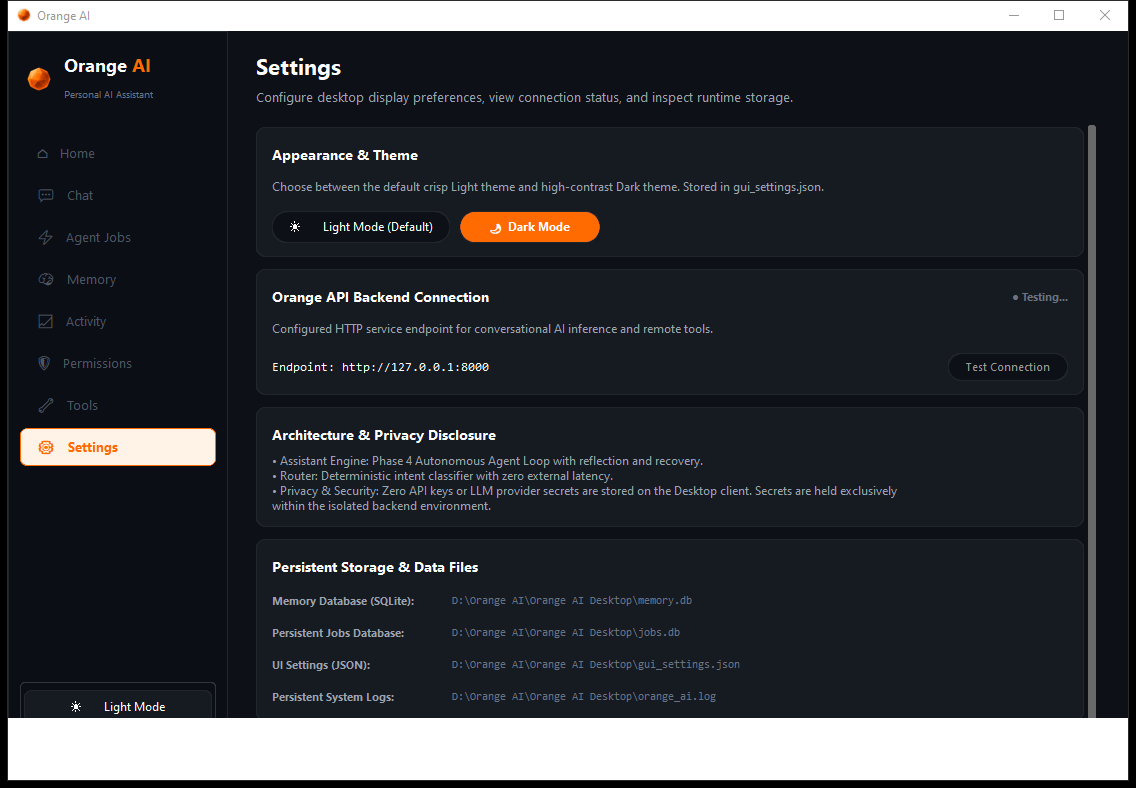 Orange AI
Orange AI
Personal AI Assistant
Home
Chat
Agent Jobs
Memory
Activity
Permissions
Tools
Settings
Light Mode
Settings
Configure desktop display preferences, view connection status, and inspect runtime storage.
Appearance & Theme
Choose between the default crisp Light theme and high-contrast Dark theme. Stored in gui_settings.json.
Light Mode (Default)
Dark Mode
Orange API Backend Connection
● Testing...
Configured HTTP service endpoint for conversational AI inference and remote tools.
Endpoint: http://127.0.0.1:8000
Test Connection
Architecture & Privacy Disclosure
• Assistant Engine: Phase 4 Autonomous Agent Loop with reflection and recovery.
• Router: Deterministic intent classifier with zero external latency.
• Privacy & Security: Zero API keys or LLM provider secrets are stored on the Desktop client. Secrets are held exclusively
within the isolated backend environment.
Persistent Storage & Data Files
Memory Database (SQLite): D:\Orange AI\Orange AI Desktop\memory.db
Persistent Jobs Database: D:\Orange AI\Orange AI Desktop\jobs.db
UI Settings (JSON): D:\Orange AI\Orange AI Desktop\gui_settings.json
Persistent System Logs: D:\Orange AI\Orange AI Desktop\orange_ai.log